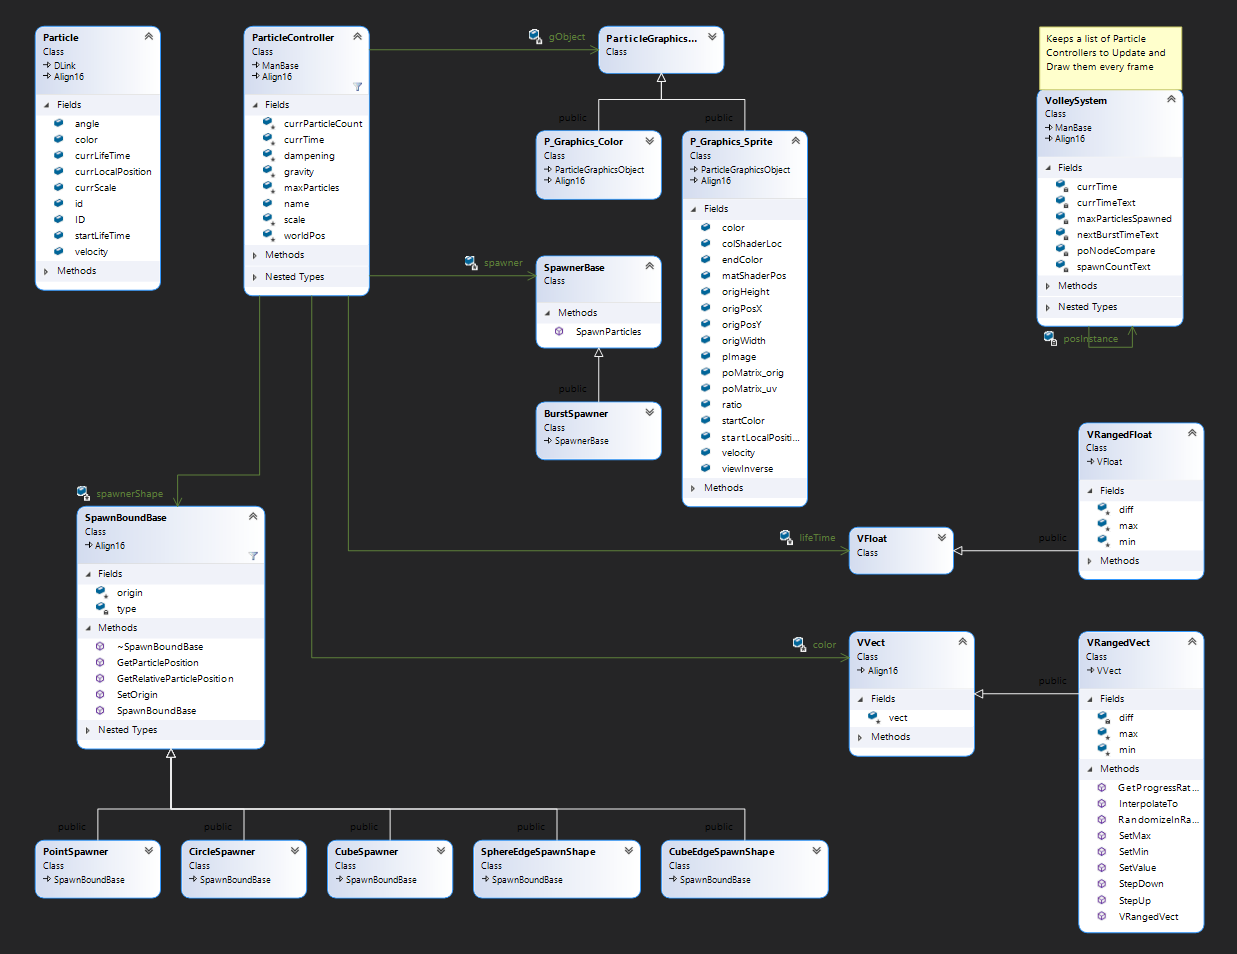 Particle
Class
DLink
Align16
Fields
angle
color
currLifeTime
currLocalPosition
currScale
id
ID
startLifeTime
velocity
Methods
ParticleController
Class
ManBase
Align16
Fields
currParticleCount
currTime
dampening
gravity
maxParticles
name
scale
worldPos
Methods
Nested Types
gObject
ParticleGraphics...
Class
public
public
P_Graphics_Color
Class
ParticleGraphicsObject
Align16
P_Graphics_Sprite
Class
ParticleGraphicsObject
Align16
Fields
color
colShaderLoc
endColor
matShaderPos
origHeight
origPosX
origPosY
origWidth
pImage
poMatrix_orig
poMatrix_uv
ratio
startColor
startLocalPositi...
velocity
viewInverse
Methods
Keeps a list of Particle
Controllers to Update and
Draw them every frame
VolleySystem
Class
ManBase
Align16
Fields
currTime
currTimeText
maxParticlesSpawned
nextBurstTimeText
poNodeCompare
spawnCountText
Methods
Nested Types
posInstance
spawner
SpawnerBase
Class
Methods
SpawnParticles
public
BurstSpawner
Class
SpawnerBase
spawnerShape
SpawnBoundBase
Class
Align16
Fields
origin
type
Methods
~SpawnBoundBase
GetParticlePosition
GetRelativeParticlePosition
SetOrigin
SpawnBoundBase
Nested Types
lifeTime
VFloat
Class
public
VRangedFloat
Class
VFloat
Fields
diff
max
min
Methods
color
VVect
Class
Align16
Fields
vect
Methods
public
VRangedVect
Class
VVect
Fields
diff
max
min
Methods
GetProgressRat...
InterpolateTo
RandomizeInRa...
SetMax
SetMin
SetValue
StepDown
StepUp
VRangedVect
public
public
public
public
public
PointSpawner
Class
SpawnBoundBase
CircleSpawner
Class
SpawnBoundBase
CubeSpawner
Class
SpawnBoundBase
SphereEdgeSpawnShape
Class
SpawnBoundBase
CubeEdgeSpawnShape
Class
SpawnBoundBase